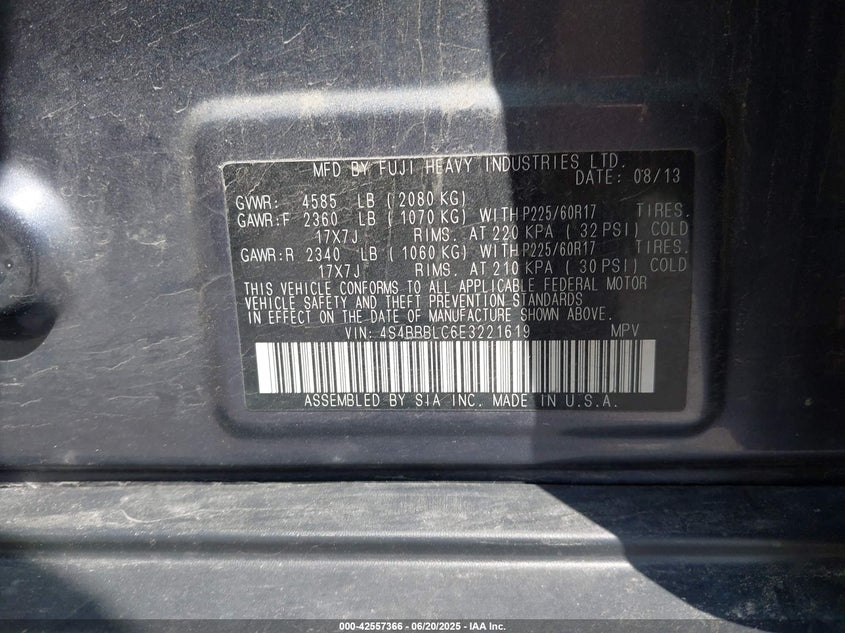 MFD BY FUJI HEAVY INDUSTRIES LTD.
DATE: 08/13
GVWR: 4585 LB ( 2080 KG)
GAWR:F 2360 LB ( 1070 KG) WITH P225/60R17 TIRES.
17X7J RIMS. AT 220 KPA ( 32 PSI) COLD
GAWR:R 2340 LB ( 1060 KG) WITH P225/60R17 TIRES.
17X7J RIMS. AT 210 KPA ( 30 PSI) COLD
THIS VEHICLE CONFORMS TO ALL APPLICABLE FEDERAL MOTOR
VEHICLE SAFETY AND THEFT PREVENTION STANDARDS
IN EFFECT ON THE DATE OF MANUFACTURE SHOWN ABOVE.
VIN: 4S4BRBLC6E3221619 MPV
ASSEMBLED BY SIA INC. MADE IN U.S.A.
000-42557366 - 06/20/2025 - IAA Inc.